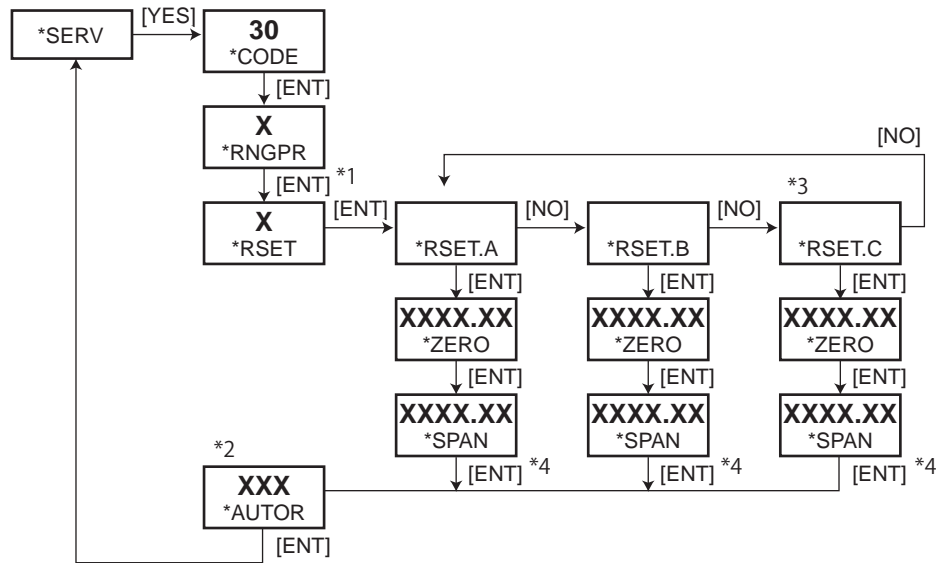 *SERV
[YES]
30
*CODE
[ENT]
X
*RNGPR
[ENT] *1
X
*RSET
[ENT]
*RSET.A
[NO]
*RSET.B
[NO]
*3
*RSET.C
[NO]
[ENT]
[ENT]
[ENT]
XXXX.XX
*ZERO
XXXX.XX
*ZERO
XXXX.XX
*ZERO
[ENT]
[ENT]
[ENT]
XXXX.XX
*SPAN
XXXX.XX
*SPAN
XXXX.XX
*SPAN
[ENT] *4
[ENT] *4
[ENT] *4
*2
XXX
*AUTOR
[ENT]